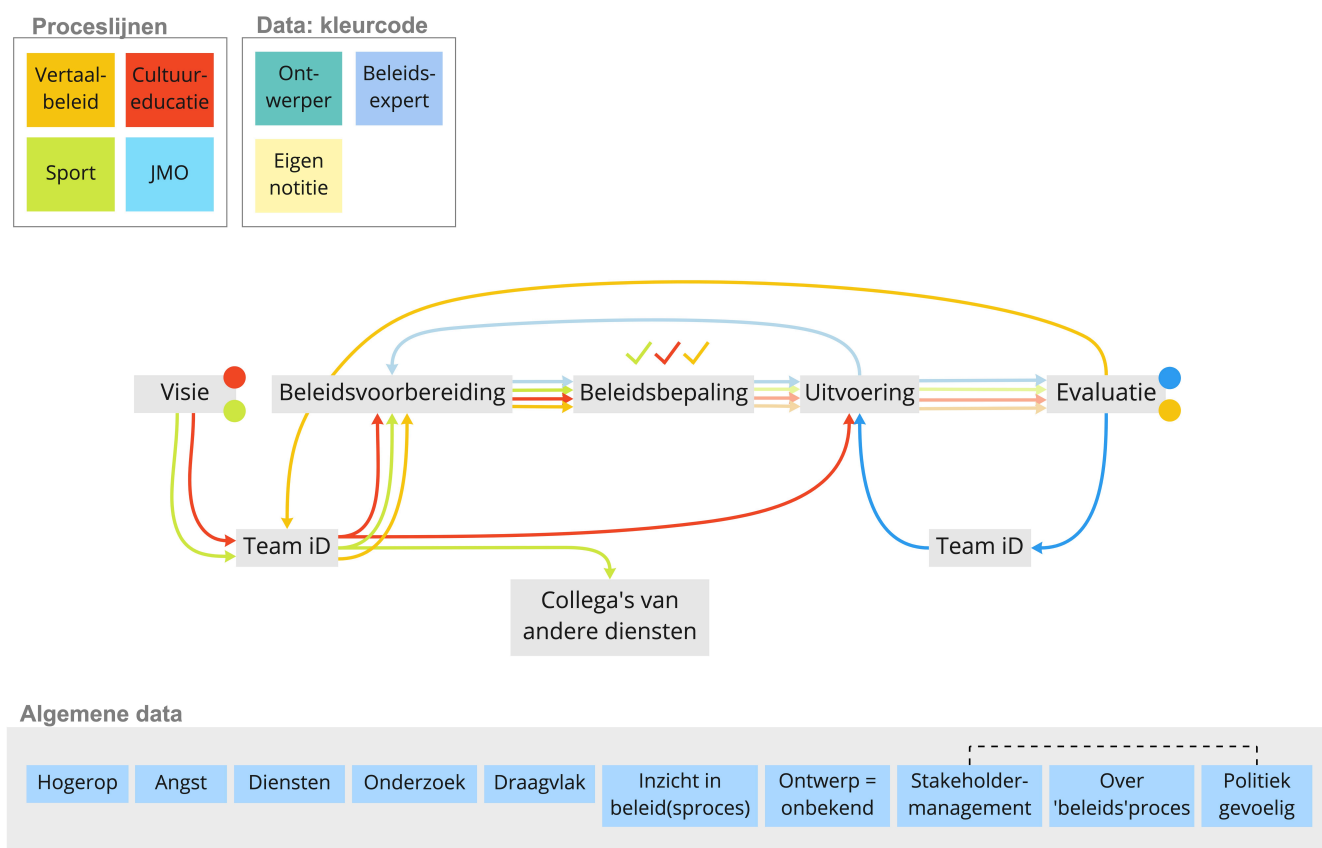 Proceslijnen
Data: kleurcode
Vertaal-
beleid
Cultuur-
educatie
Ont-
werper
Beleids-
expert
Sport
JMO
Eigen
notitie
Visie
Beleidsvoorbereiding
Beleidsbepaling
Uitvoering
Evaluatie
Team iD
Team iD
Collega's van
andere diensten
Algemene data
Hogerop
Angst
Diensten
Onderzoek
Draagvlak
Inzicht in
beleid(sproces)
Ontwerp =
onbekend
Stakeholder-
management
Over
'beleids'proces
Politiek
gevoelig